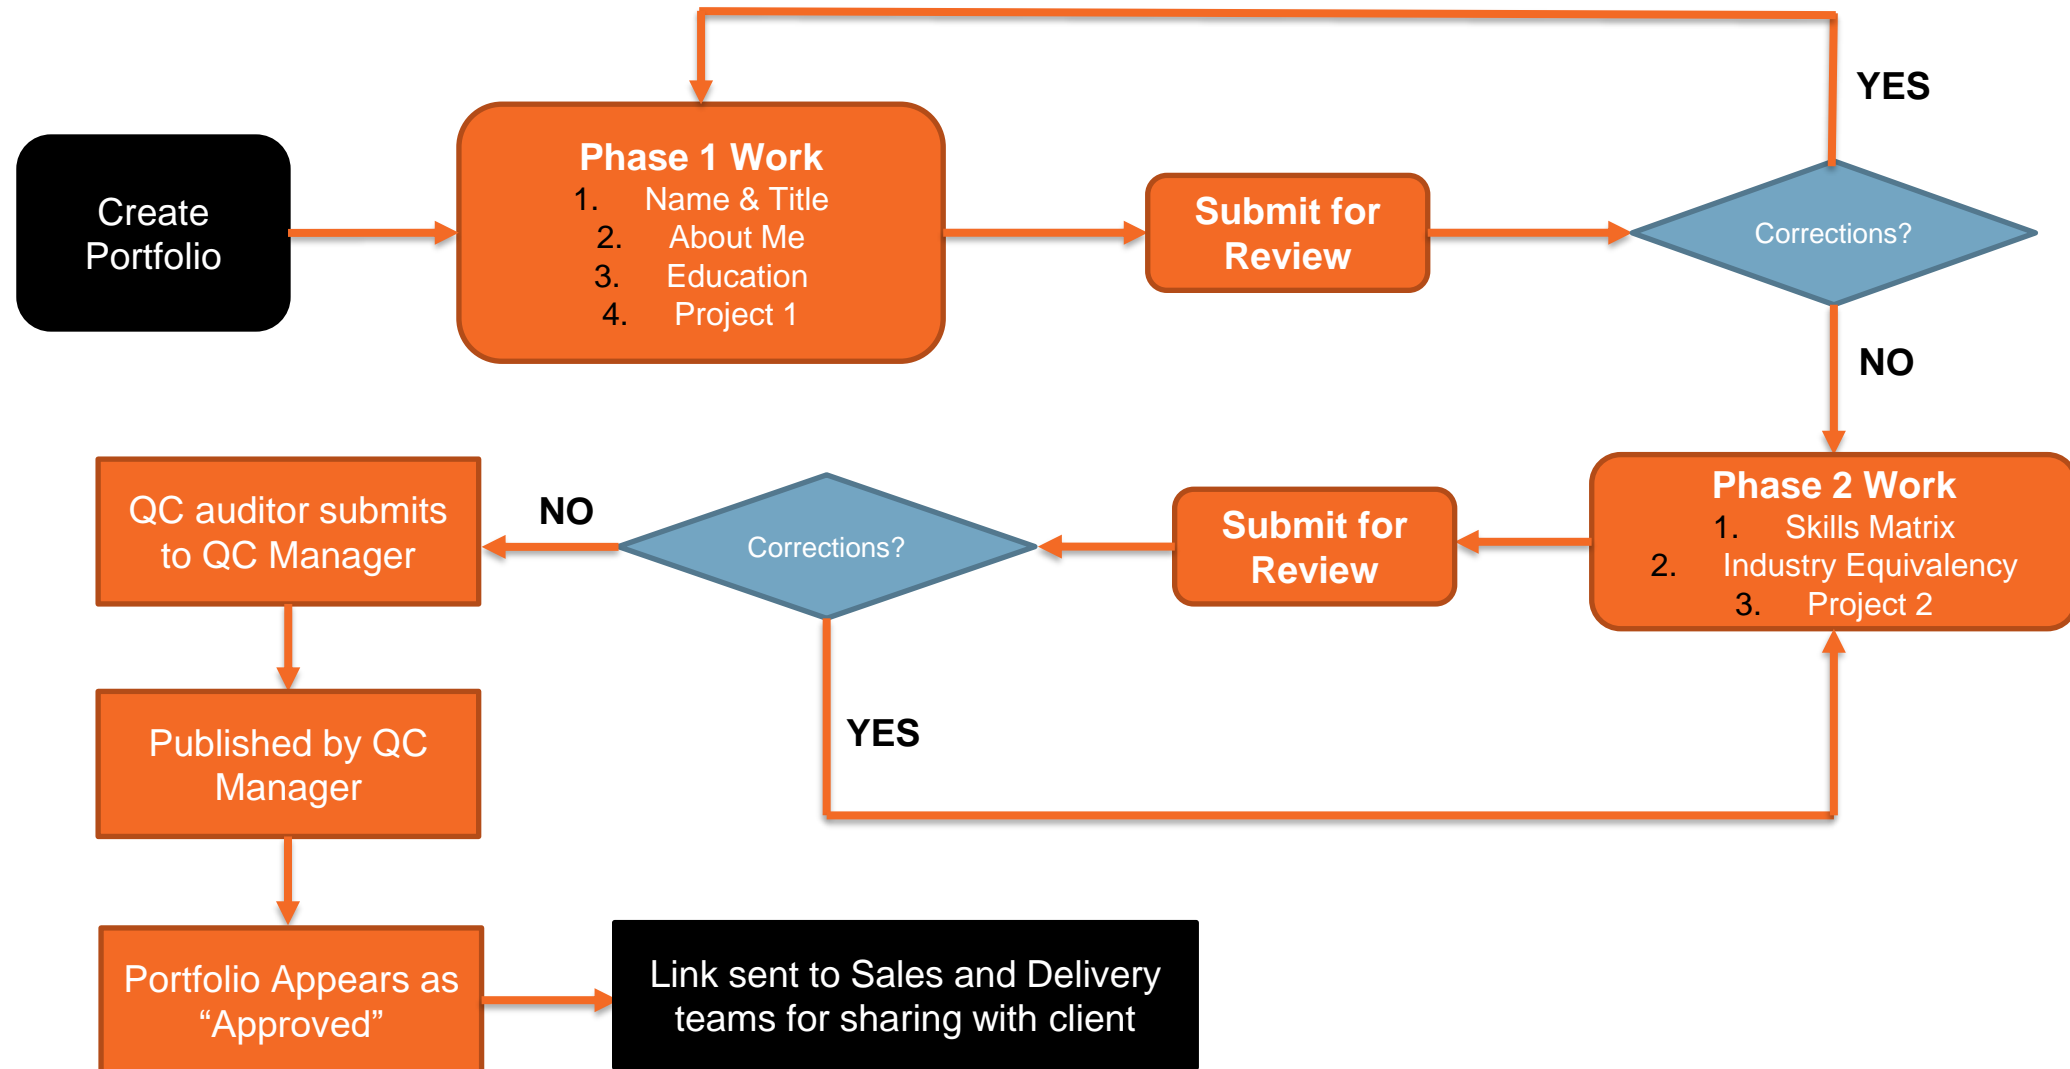 YES
Create
Portfolio
Phase 1 Work
1. Name & Title
2. About Me
3. Education
4. Project 1
Submit for
Review
Corrections?
NO
Phase 2 Work
1. Skills Matrix
2. Industry Equivalency
3. Project 2
Submit for
Review
Corrections?
NO
QC auditor submits
to QC Manager
YES
Published by QC
Manager
Portfolio Appears as
“Approved”
Link sent to Sales and Delivery
teams for sharing with client